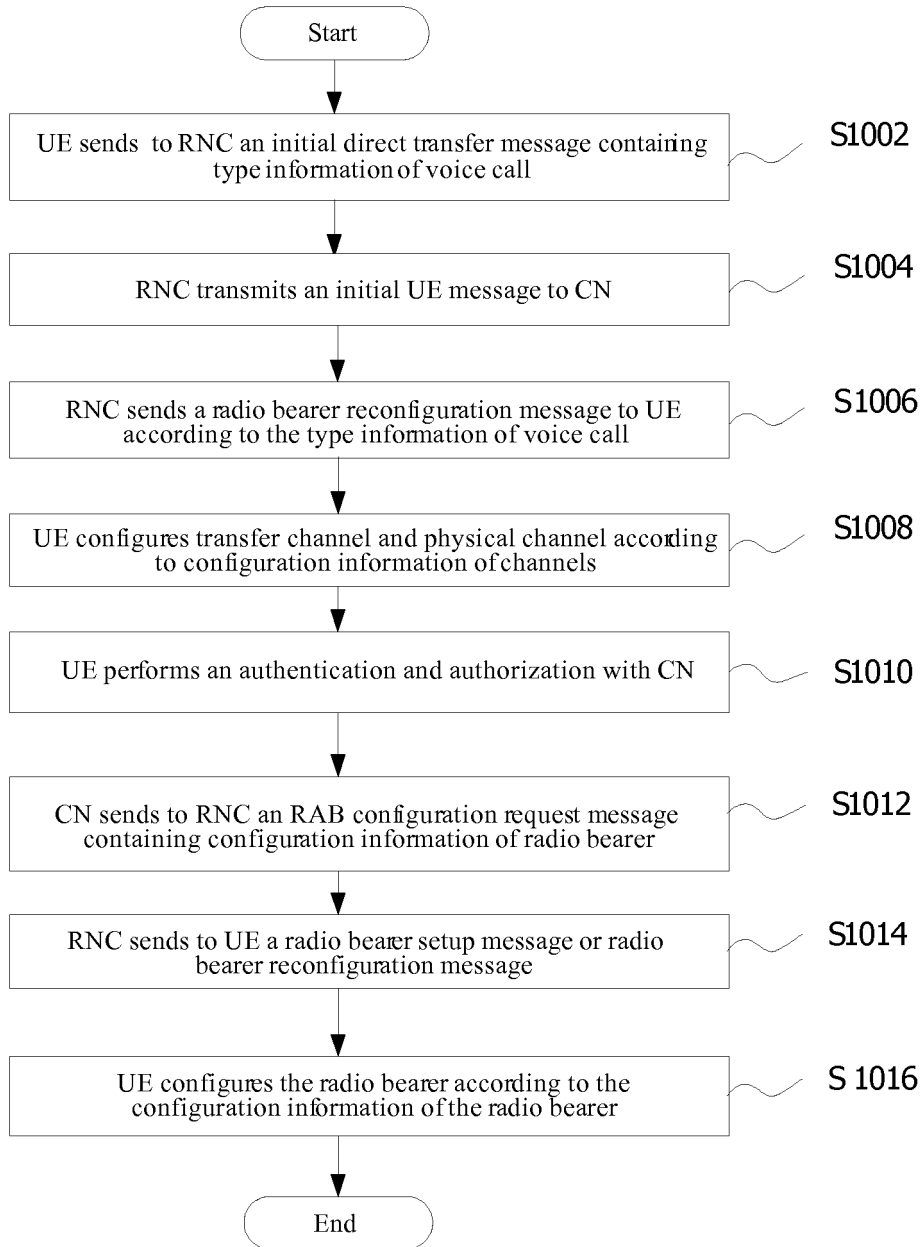 Start
UE sends to RNC an initial direct transfer message containing
type information of voice call
S1002
RNC transmits an initial UE message to CN
S1004
RNC sends a radio bearer reconfiguration message to UE
according to the type information of voice call
S1006
UE configures transfer channel and physical channel according
to configuration information of channels
S1008
UE performs an authentication and authorization with CN
S1010
CN sends to RNC an RAB configuration request message
containing configuration information of radio bearer
S1012
RNC sends to UE a radio bearer setup message or radio
bearer reconfiguration message
S1014
UE configures the radio bearer according to the
configuration information of the radio bearer
S 1016
End